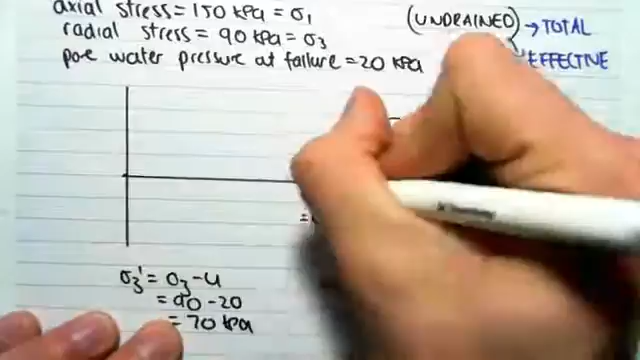 axial stress = 150 kPa = σ₁
(UNDRAINED) → TOTAL
radial stress = 90 kPa = σ₃
pore water pressure at failure = 20 kPa
EFFECTIVE
σ₃' = σ₃ - u
= 90 - 20
= 70 kPa